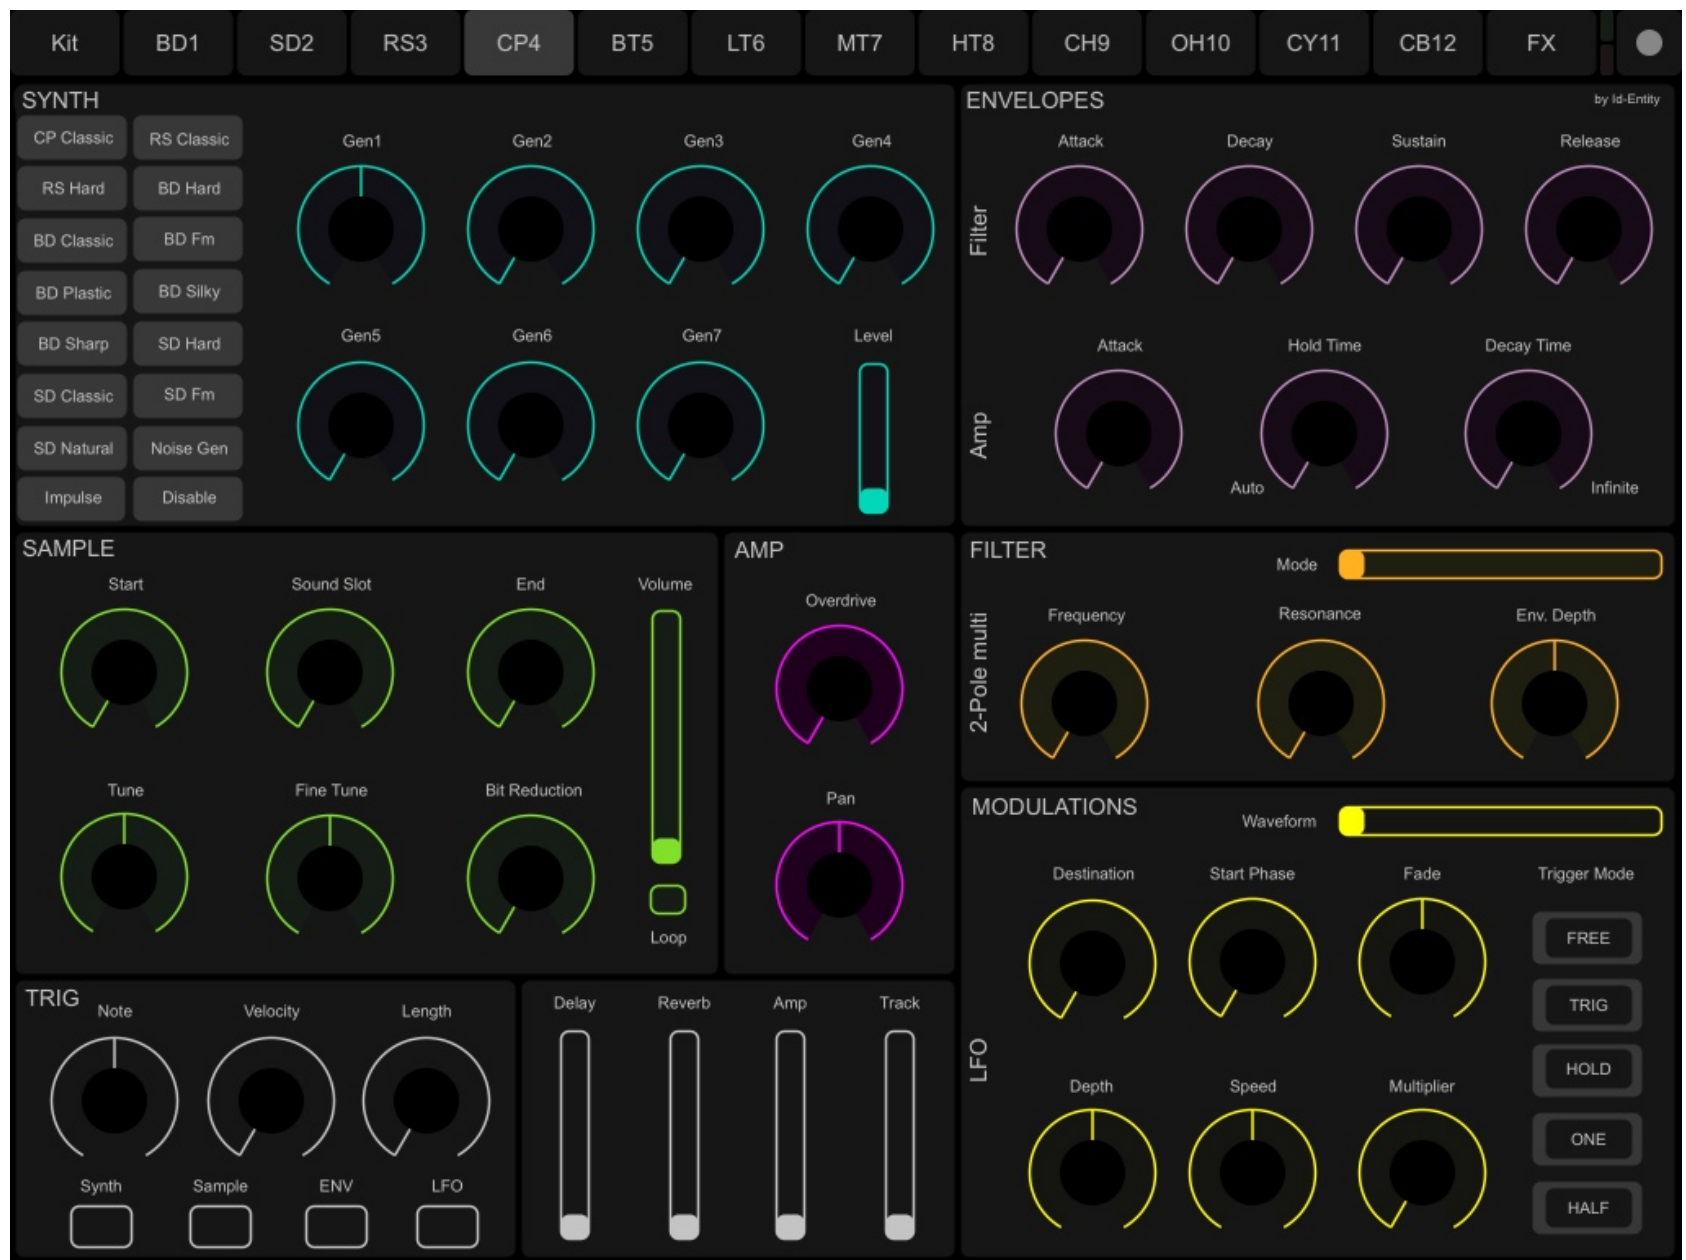 Kit BD1 SD2 RS3 CP4 BT5 LT6 MT7 HT8 CH9 OH10 CY11 CB12 FX
SYNTH
CP Classic RS Classic
RS Hard BD Hard
BD Classic BD Fm
BD Plastic BD Silky
BD Sharp SD Hard
SD Classic SD Fm
SD Natural Noise Gen
Impulse Disable
Gen1 Gen2 Gen3 Gen4
Gen5 Gen6 Gen7 Level
ENVELOPES
by Id-Entity
Filter
Attack Decay Sustain Release
Amp
Attack Hold Time Decay Time
Auto Infinite
SAMPLE
Start Sound Slot End Volume
Tune Fine Tune Bit Reduction
Loop
AMP
Overdrive
Pan
FILTER
Mode
2-Pole multi
Frequency Resonance Env. Depth
MODULATIONS
Waveform
LFO
Destination Start Phase Fade Trigger Mode
FREE
TRIG
HOLD
Depth Speed Multiplier
ONE
HALF
TRIG
Note Velocity Length
Synth Sample ENV LFO
Delay Reverb Amp Track